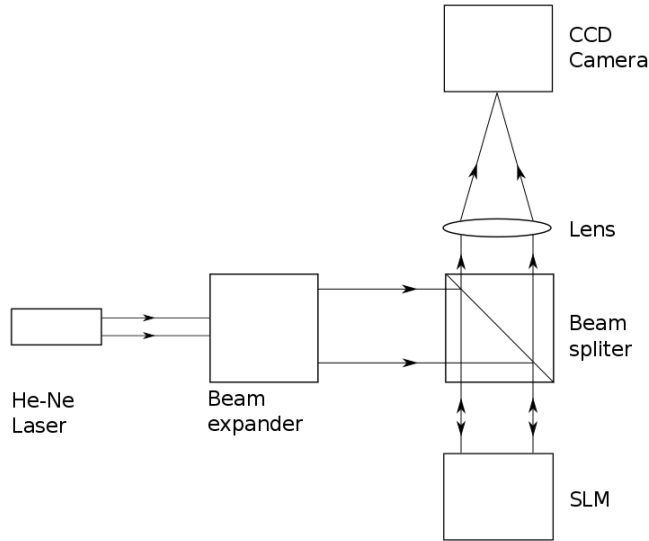 CCD
Camera
Lens
Beam
spliter
He-Ne
Laser
Beam
expander
SLM